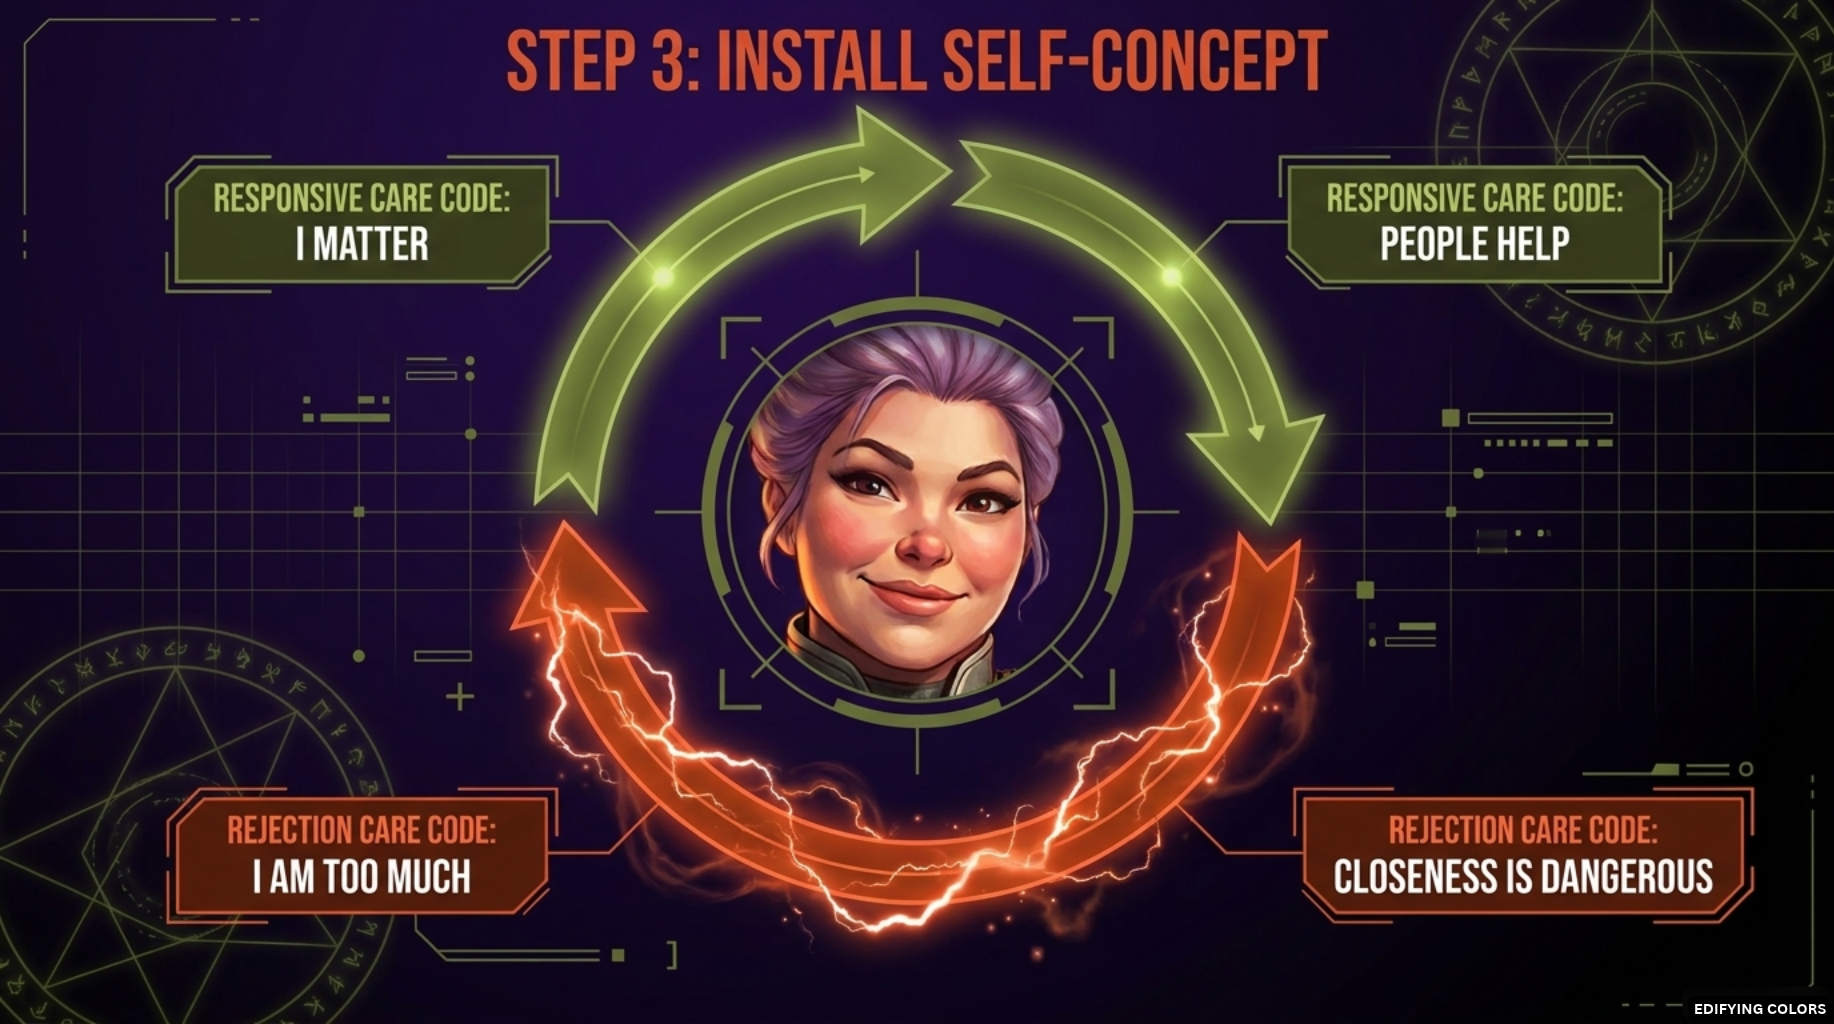 STEP 3: INSTALL SELF-CONCEPT
RESPONSIVE CARE CODE:
I MATTER
RESPONSIVE CARE CODE:
PEOPLE HELP
REJECTION CARE CODE:
I AM TOO MUCH
REJECTION CARE CODE:
CLOSENESS IS DANGEROUS
EDIFYING COLORS